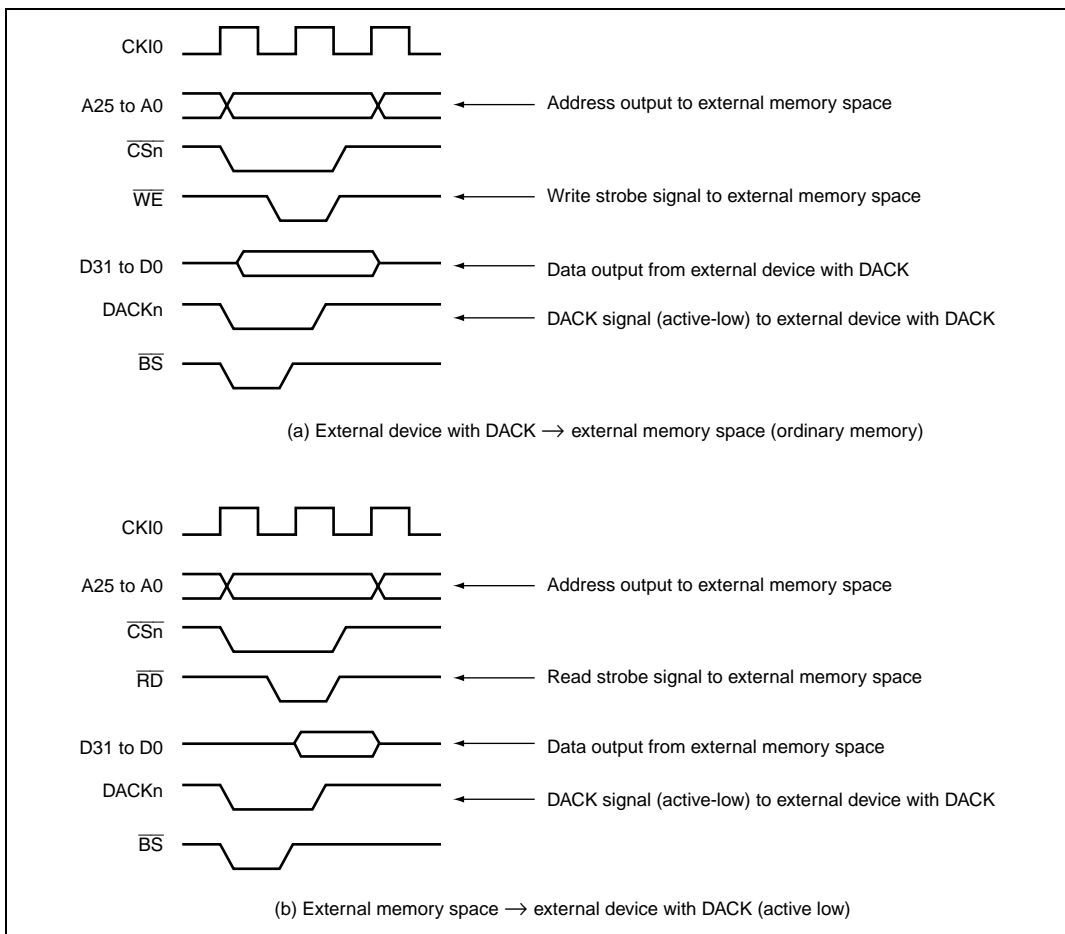 CKI0
A25 to A0 Address output to external memory space
CSn
WE Write strobe signal to external memory space
D31 to D0 Data output from external device with DACK
DACKn DACK signal (active-low) to external device with DACK
BS
(a) External device with DACK → external memory space (ordinary memory)
CKI0
A25 to A0 Address output to external memory space
CSn
RD Read strobe signal to external memory space
D31 to D0 Data output from external memory space
DACKn DACK signal (active-low) to external device with DACK
BS
(b) External memory space → external device with DACK (active low)